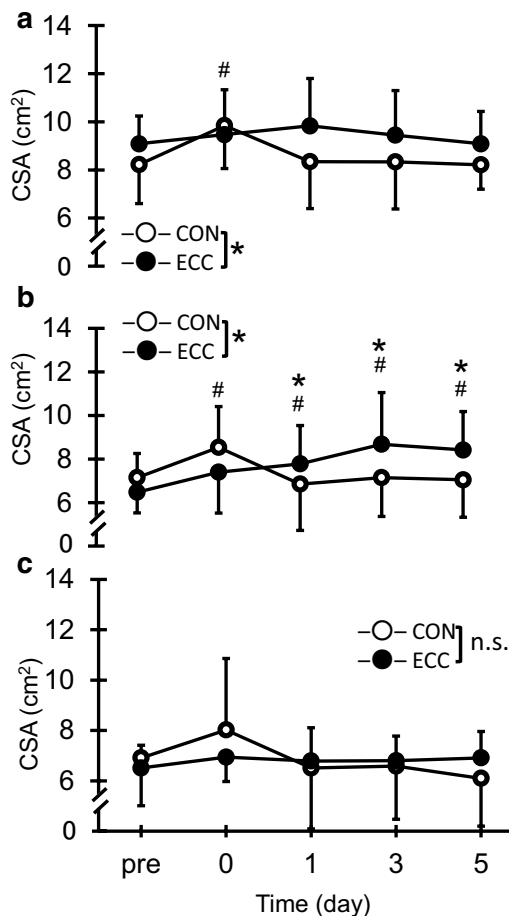 a
14
12
10
8
6
0
CSA (cm²)
#
CON
ECC
*
b
14
12
10
8
6
0
CSA (cm²)
CON
ECC
*
* * *
# # # #
c
14
12
10
8
6
0
CSA (cm²)
CON
ECC
n.s.
pre 0 1 3 5
Time (day)